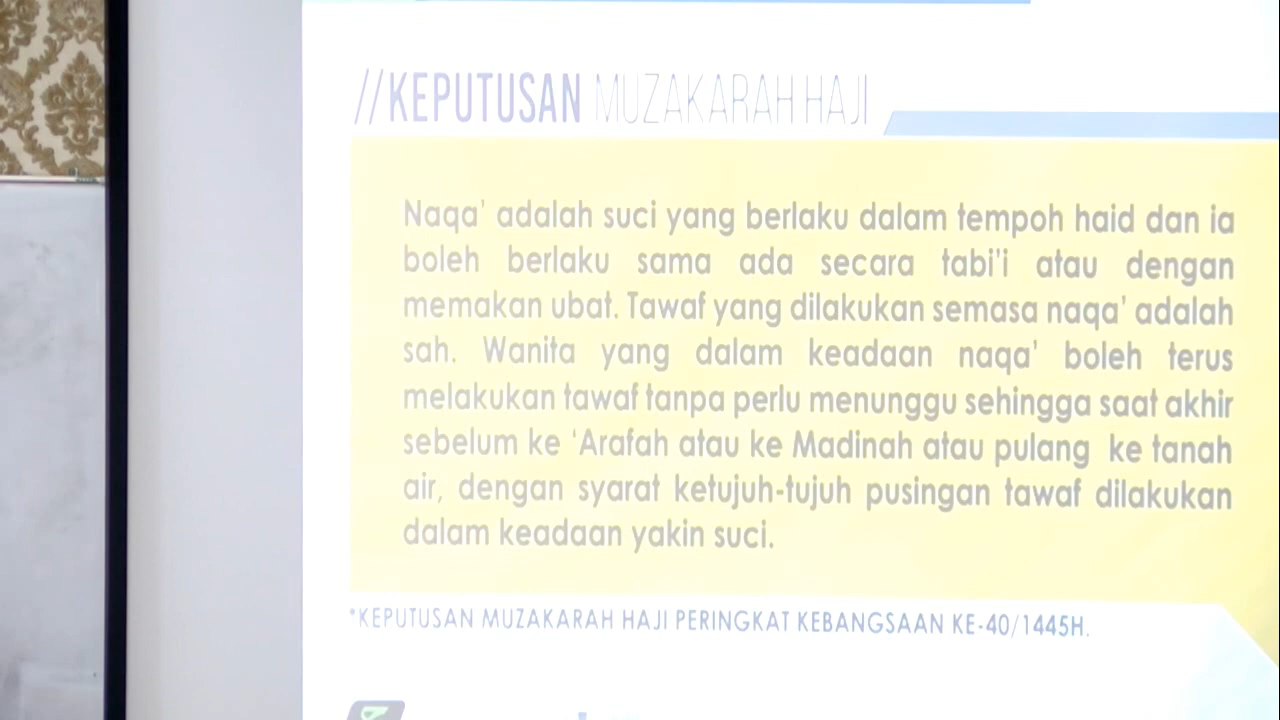 //KEPUTUSAN MUZAKARAH HAJI
Naqa' adalah suci yang berlaku dalam tempoh haid dan ia
boleh berlaku sama ada secara tabi'i atau dengan
memakan ubat. Tawaf yang dilakukan semasa naqa' adalah
sah. Wanita yang dalam keadaan naqa' boleh terus
melakukan tawaf tanpa perlu menunggu sehingga saat akhir
sebelum ke 'Arafah atau ke Madinah atau pulang ke tanah
air, dengan syarat ketujuh-tujuh pusingan tawaf dilakukan
dalam keadaan yakin suci.
*KEPUTUSAN MUZAKARAH HAJI PERINGKAT KEBANGSAAN KE-40/1445H.